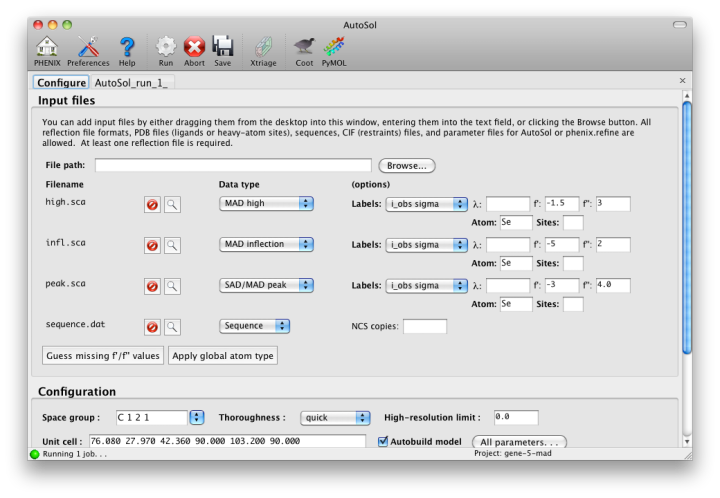 AutoSol
PHENIX Preferences Help Run Abort Save Xtriage Coot PyMOL
Configure AutoSol_run_1_
Input files
You can add input files by either dragging them from the desktop into this window, entering them into the text field, or clicking the Browse button. All
reflection file formats, PDB files (ligands or heavy-atom sites), sequences, CIF (restraints) files, and parameter files for AutoSol or phenix.refine are
allowed. At least one reflection file is required.
File path: Browse...
Filename Data type (options)
high.sca MAD high Labels: i_obs sigma λ: f': -1.5 f": 3
Atom: Se Sites:
infl.sca MAD inflection Labels: i_obs sigma λ: f': -5 f": 2
Atom: Se Sites:
peak.sca SAD/MAD peak Labels: i_obs sigma λ: f': -3 f": 4.0
Atom: Se Sites:
sequence.dat Sequence NCS copies:
Guess missing f'/f" values Apply global atom type
Configuration
Space group : C 1 2 1 Thoroughness : quick High-resolution limit : 0.0
Unit cell : 76.080 27.970 42.360 90.000 103.200 90.000 Autobuild model All parameters. . .
Running 1 job. . . Project: gene-5-mad